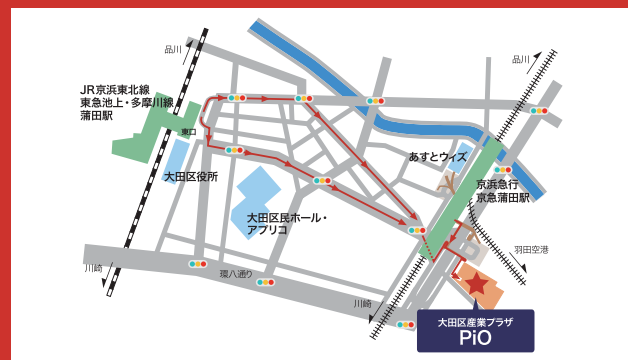 品川
品川
JR京浜東北線
東急池上・多摩川線
蒲田駅
東口
大田区役所
あすとウィズ
京浜急行
京急蒲田駅
大田区民ホール・
アプリコ
羽田空港
川崎
環八通り
川崎
大田区産業プラザ
PiO